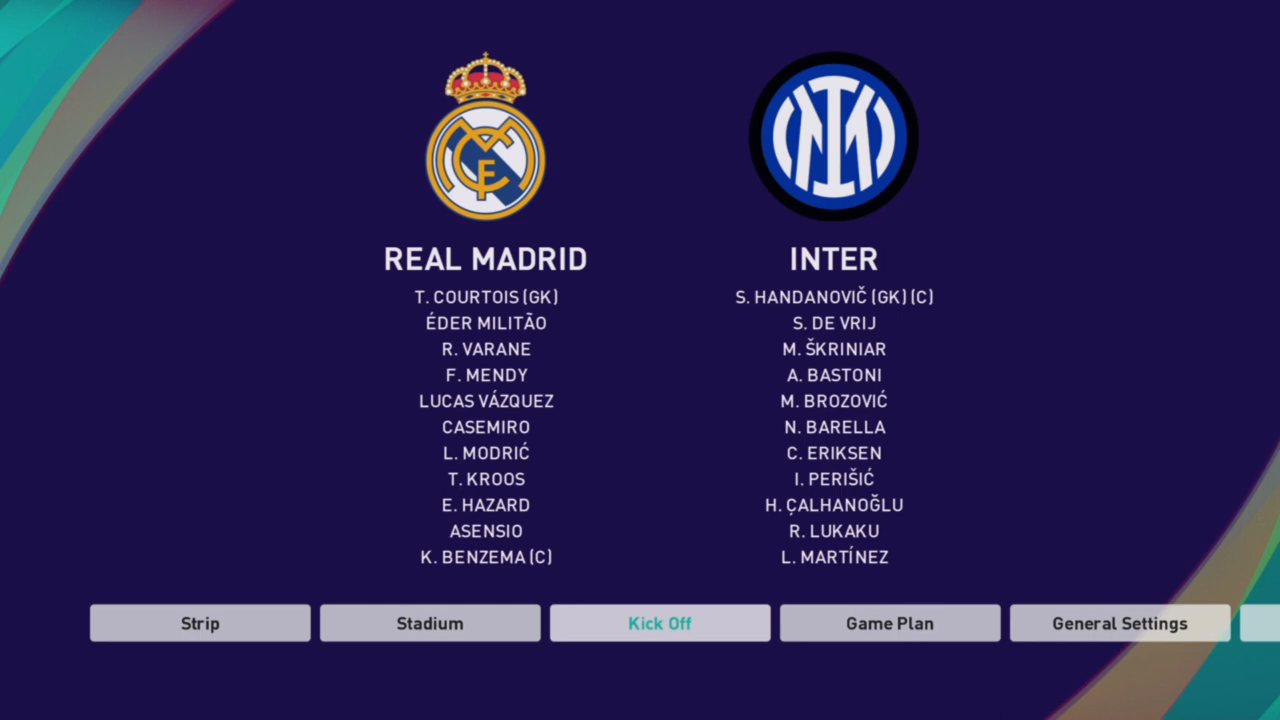 REAL MADRID
T. COURTOIS (GK)
ÉDER MILITÃO
R. VARANE
F. MENDY
LUCAS VÁZQUEZ
CASEMIRO
L. MODRIĆ
T. KROOS
E. HAZARD
ASENSIO
K. BENZEMA (C)
INTER
S. HANDANOVIČ (GK) (C)
S. DE VRIJ
M. ŠKRINIAR
A. BASTONI
M. BROZOVIĆ
N. BARELLA
C. ERIKSEN
I. PERIŠIĆ
H. ÇALHANOĞLU
R. LUKAKU
L. MARTÍNEZ
Strip
Stadium
Kick Off
Game Plan
General Settings